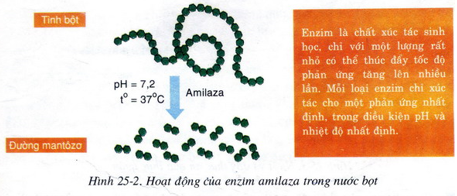 Tinh bột
pH = 7,2
t° = 37°C
Amilaza
Đường mantôzơ
Enzim là chất xúc tác sinh
học, chỉ với một lượng rất
nhỏ có thể thúc đẩy tốc độ
phản ứng tăng lên nhiều
lần. Mỗi loại enzim chỉ xúc
tác cho một phản ứng nhất
định, trong điều kiện pH và
nhiệt độ nhất định.
Hình 25-2. Hoạt động của enzim amilaza trong nước bọt